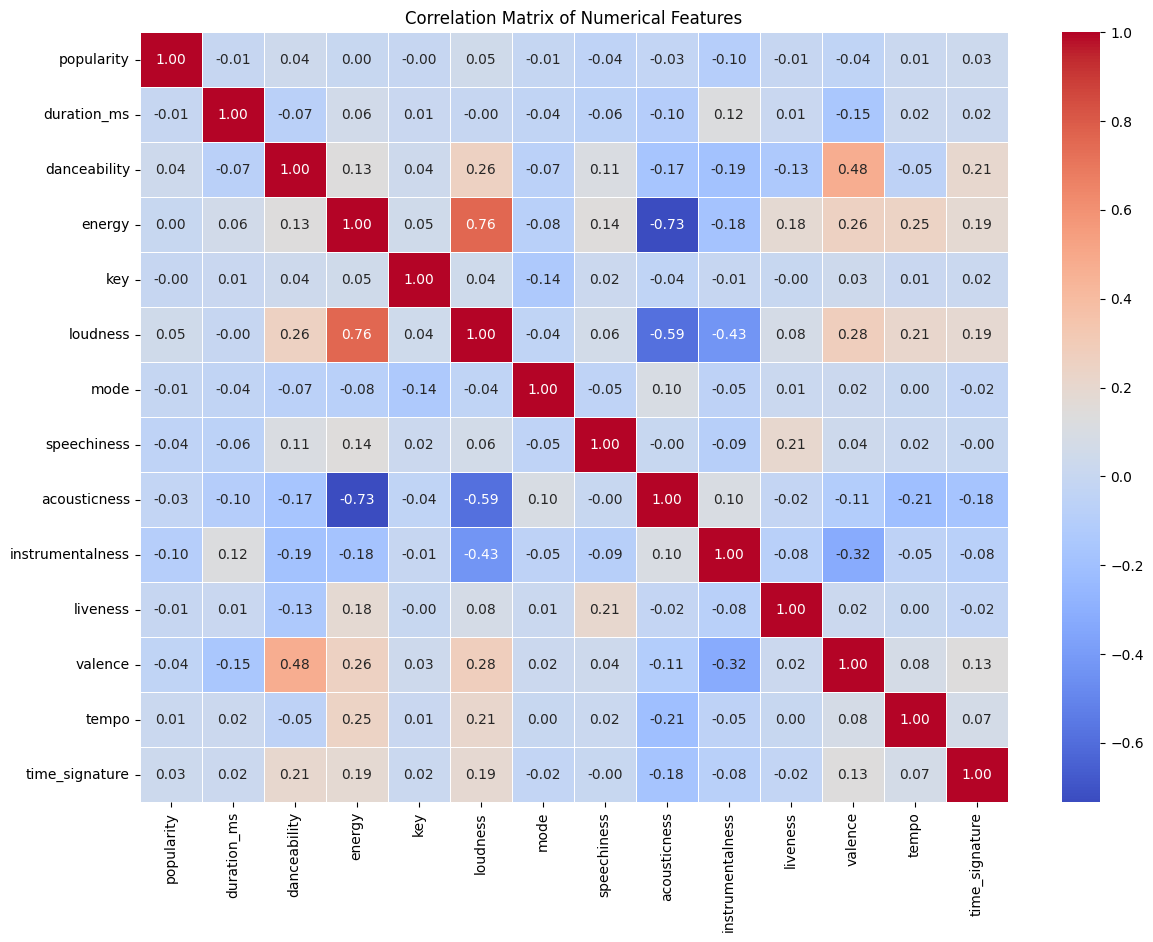 Correlation Matrix of Numerical Features
popularity 1.00 -0.01 0.04 0.00 -0.00 0.05 -0.01 -0.04 -0.03 -0.10 -0.01 -0.04 0.01 0.03
duration_ms -0.01 1.00 -0.07 0.06 0.01 -0.00 -0.04 -0.06 -0.10 0.12 0.01 -0.15 0.02 0.02
danceability 0.04 -0.07 1.00 0.13 0.04 0.26 -0.07 0.11 -0.17 -0.19 -0.13 0.48 -0.05 0.21
energy 0.00 0.06 0.13 1.00 0.05 0.76 -0.08 0.14 -0.73 -0.18 0.18 0.26 0.25 0.19
key -0.00 0.01 0.04 0.05 1.00 0.04 -0.14 0.02 -0.04 -0.01 -0.00 0.03 0.01 0.02
loudness 0.05 -0.00 0.26 0.76 0.04 1.00 -0.04 0.06 -0.59 -0.43 0.08 0.28 0.21 0.19
mode -0.01 -0.04 -0.07 -0.08 -0.14 -0.04 1.00 -0.05 0.10 -0.05 0.01 0.02 0.00 -0.02
speechiness -0.04 -0.06 0.11 0.14 0.02 0.06 -0.05 1.00 -0.00 -0.09 0.21 0.04 0.02 -0.00
acousticness -0.03 -0.10 -0.17 -0.73 -0.04 -0.59 0.10 -0.00 1.00 0.10 -0.02 -0.11 -0.21 -0.18
instrumentalness -0.10 0.12 -0.19 -0.18 -0.01 -0.43 -0.05 -0.09 0.10 1.00 -0.08 -0.32 -0.05 -0.08
liveness -0.01 0.01 -0.13 0.18 -0.00 0.08 0.01 0.21 -0.02 -0.08 1.00 0.02 0.00 -0.02
valence -0.04 -0.15 0.48 0.26 0.03 0.28 0.02 0.04 -0.11 -0.32 0.02 1.00 0.08 0.13
tempo 0.01 0.02 -0.05 0.25 0.01 0.21 0.00 0.02 -0.21 -0.05 0.00 0.08 1.00 0.07
time_signature 0.03 0.02 0.21 0.19 0.02 0.19 -0.02 -0.00 -0.18 -0.08 -0.02 0.13 0.07 1.00
popularity
duration_ms
danceability
energy
key
loudness
mode
speechiness
acousticness
instrumentalness
liveness
valence
tempo
time_signature
1.0
0.8
0.6
0.4
0.2
0.0
−0.2
−0.4
−0.6